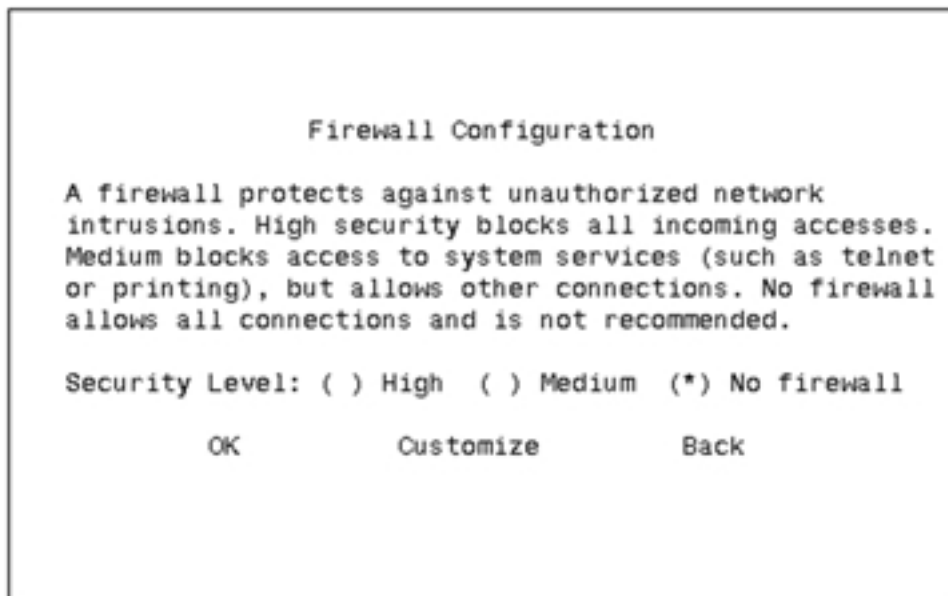 Firewall Configuration
A firewall protects against unauthorized network
intrusions. High security blocks all incoming accesses.
Medium blocks access to system services (such as telnet
or printing), but allows other connections. No firewall
allows all connections and is not recommended.
Security Level: ( ) High ( ) Medium (*) No firewall
OK Customize Back